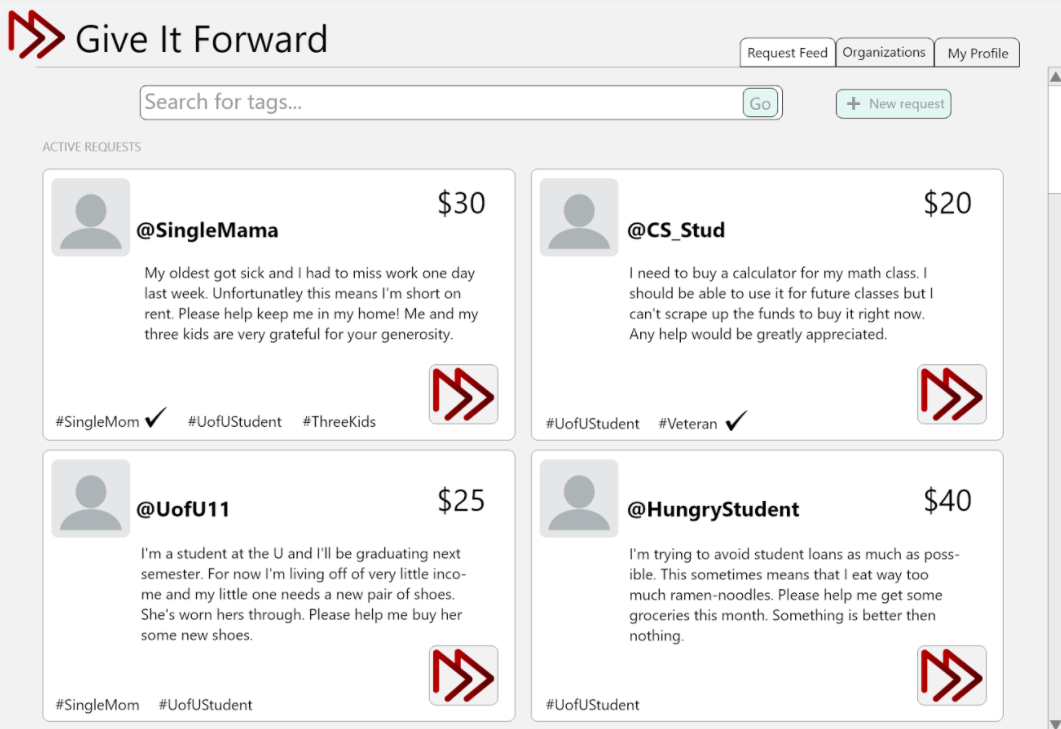 Give It Forward
Request Feed
Organizations
My Profile
Search for tags...
Go
+ New request
ACTIVE REQUESTS
$30
@SingleMama
My oldest got sick and I had to miss work one day
last week. Unfortunatley this means I'm short on
rent. Please help keep me in my home! Me and my
three kids are very grateful for your generosity.
#SingleMom ✓ #UofUStudent #ThreeKids
$20
@CS_Stud
I need to buy a calculator for my math class. I
should be able to use it for future classes but I
can't scrape up the funds to buy it right now.
Any help would be greatly appreciated.
#UofUStudent #Veteran ✓
$25
@UofU11
I'm a student at the U and I'll be graduating next
semester. For now I'm living off of very little inco-
me and my little one needs a new pair of shoes.
She's worn hers through. Please help me buy her
some new shoes.
#SingleMom #UofUStudent
$40
@HungryStudent
I'm trying to avoid student loans as much as poss-
ible. This sometimes means that I eat way too
much ramen-noodles. Please help me get some
groceries this month. Something is better then
nothing.
#UofUStudent